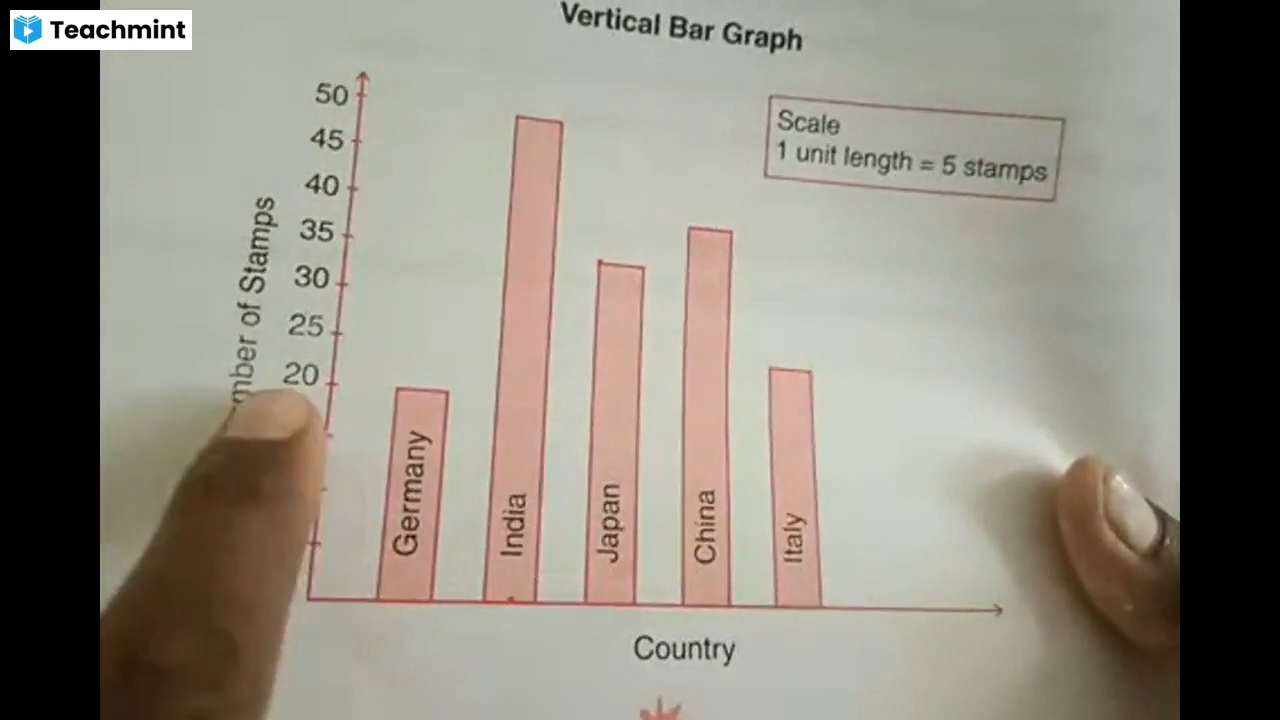 Teachmint
Vertical Bar Graph
Scale
1 unit length = 5 stamps
50
45
40
35
30
25
20
of Stamps
Germany
India
Japan
China
Italy
Country